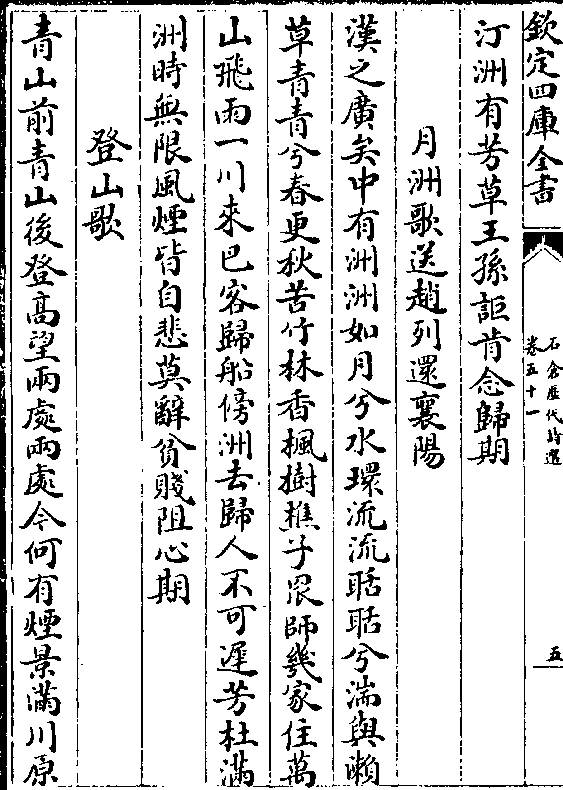 欽定四庫全書
石倉歷代詩選
卷五十一
五
汀洲有芳草王孫詎肯念歸期
月洲歌送趙列還襄陽
漢之廣矣中有洲洲如月兮水環流流聒聒兮湍與瀨
草青青兮春更秋苦竹林香楓樹樵子罛師幾家住萬
山飛雨一川來巴客歸船傍洲去歸人不可遲芳杜滿
洲時無限風煙皆自悲莫辭貧賤阻心期
登山歌
青山前青山後登高望兩處兩處今何有煙景滿川原